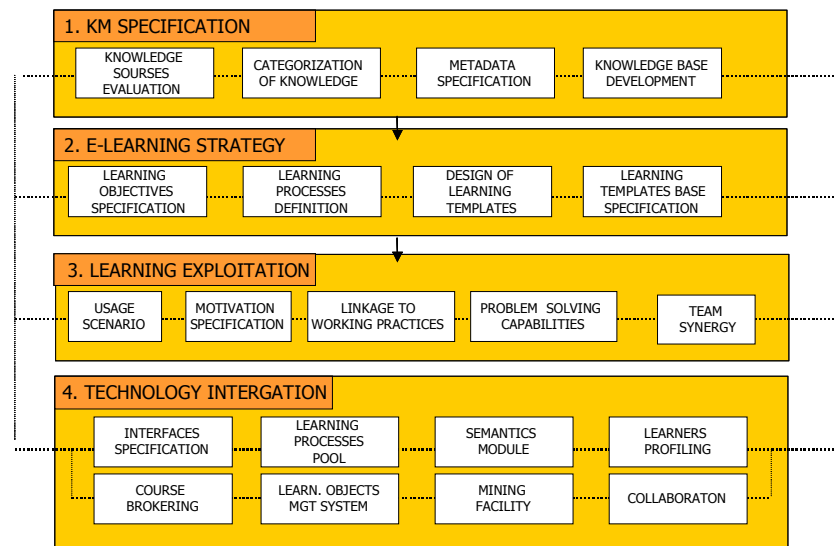 1. KM SPECIFICATION
KNOWLEDGE
SOURSES
EVALUATION
CATEGORIZATION
OF KNOWLEDGE
METADATA
SPECIFICATION
KNOWLEDGE BASE
DEVELOPMENT
2. E-LEARNING STRATEGY
LEARNING
OBJECTIVES
SPECIFICATION
LEARNING
PROCESSES
DEFINITION
DESIGN OF
LEARNING
TEMPLATES
LEARNING
TEMPLATES BASE
SPECIFICATION
3. LEARNING EXPLOITATION
USAGE
SCENARIO
MOTIVATION
SPECIFICATION
LINKAGE TO
WORKING PRACTICES
PROBLEM SOLVING
CAPABILITIES
TEAM
SYNERGY
4. TECHNOLOGY INTERGATION
INTERFACES
SPECIFICATION
LEARNING
PROCESSES
POOL
SEMANTICS
MODULE
LEARNERS
PROFILING
COURSE
BROKERING
LEARN. OBJECTS
MGT SYSTEM
MINING
FACILITY
COLLABORATON